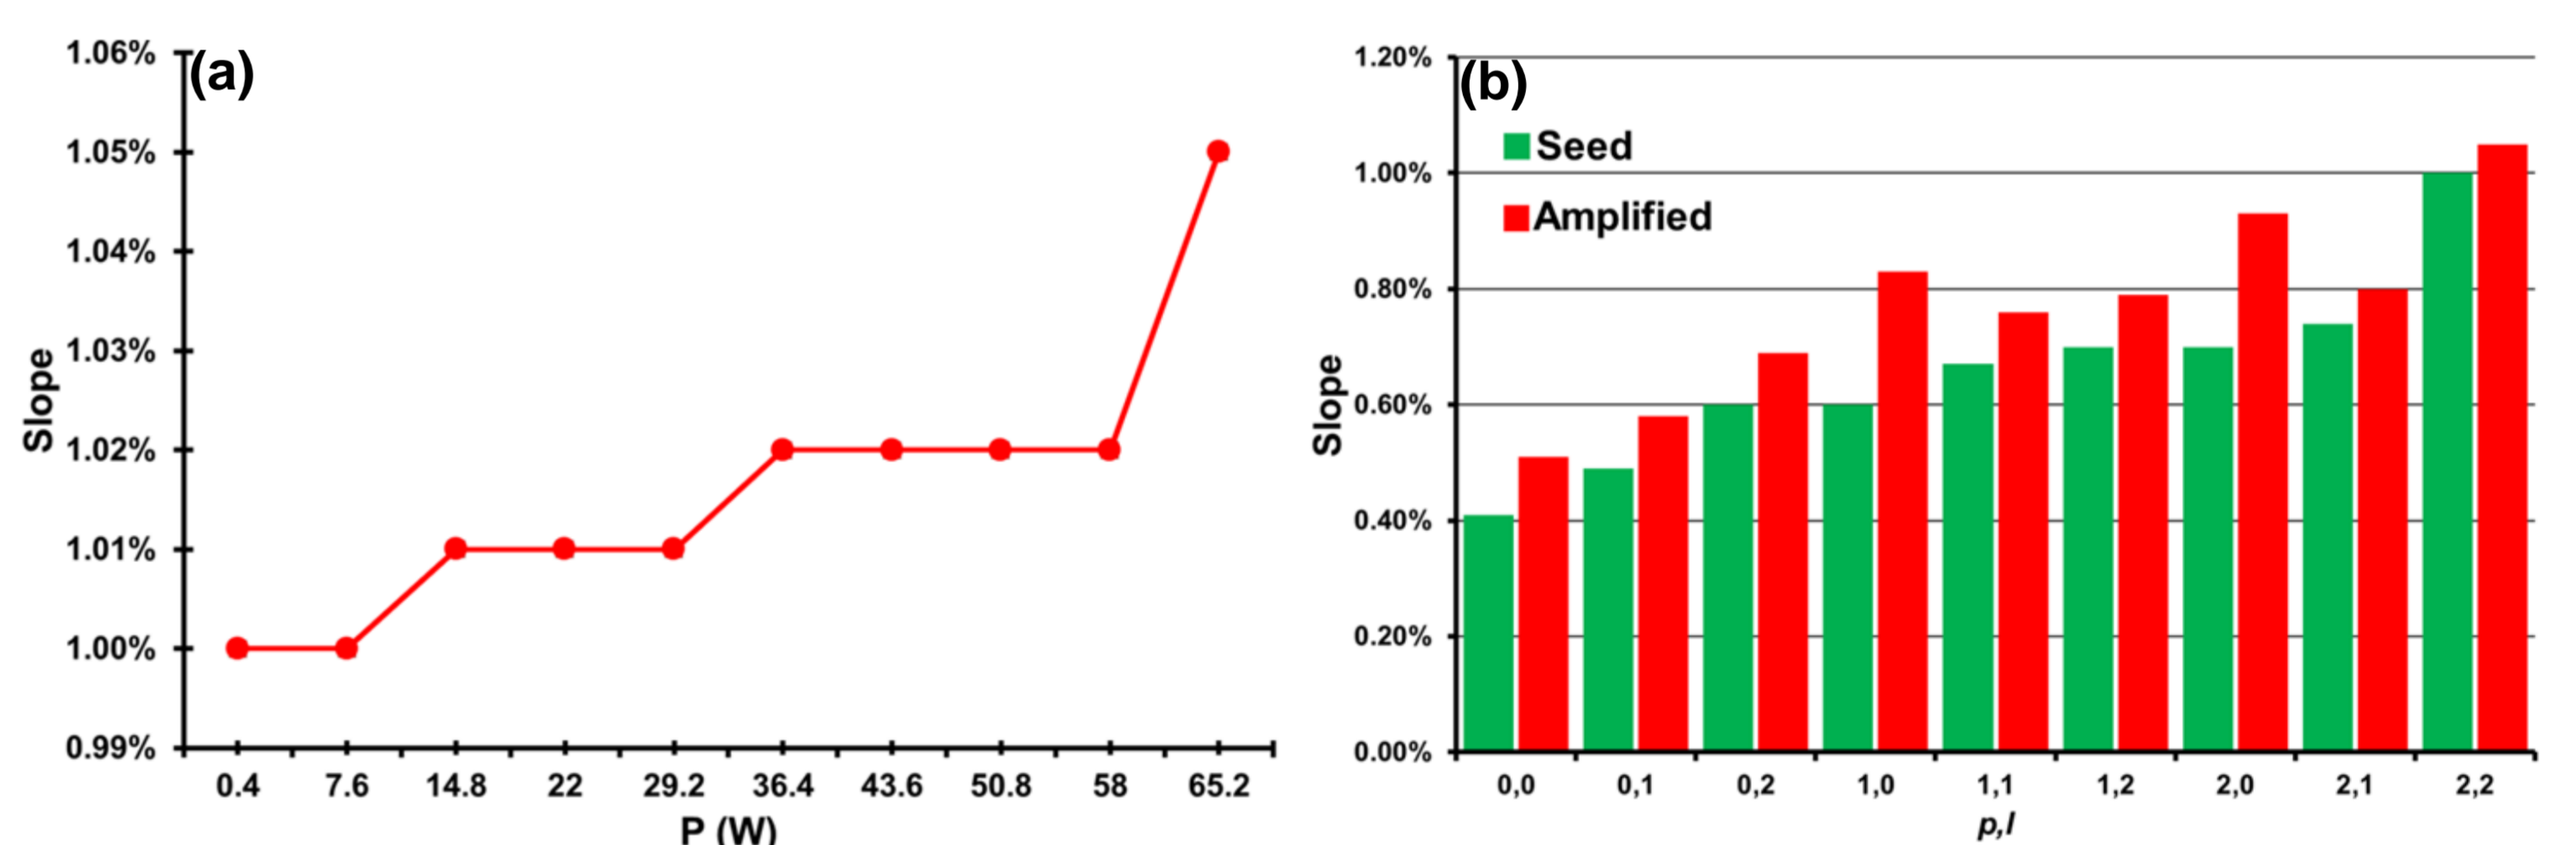 (a)
1.06%
1.05%
1.04%
1.03%
1.02%
1.01%
1.00%
0.99%
Slope
0.4 7.6 14.8 22 29.2 36.4 43.6 50.8 58 65.2
P (W)
(b)
Seed
Amplified
1.20%
1.00%
0.80%
0.60%
0.40%
0.20%
0.00%
Slope
0,0 0,1 0,2 1,0 1,1 1,2 2,0 2,1 2,2
p,l